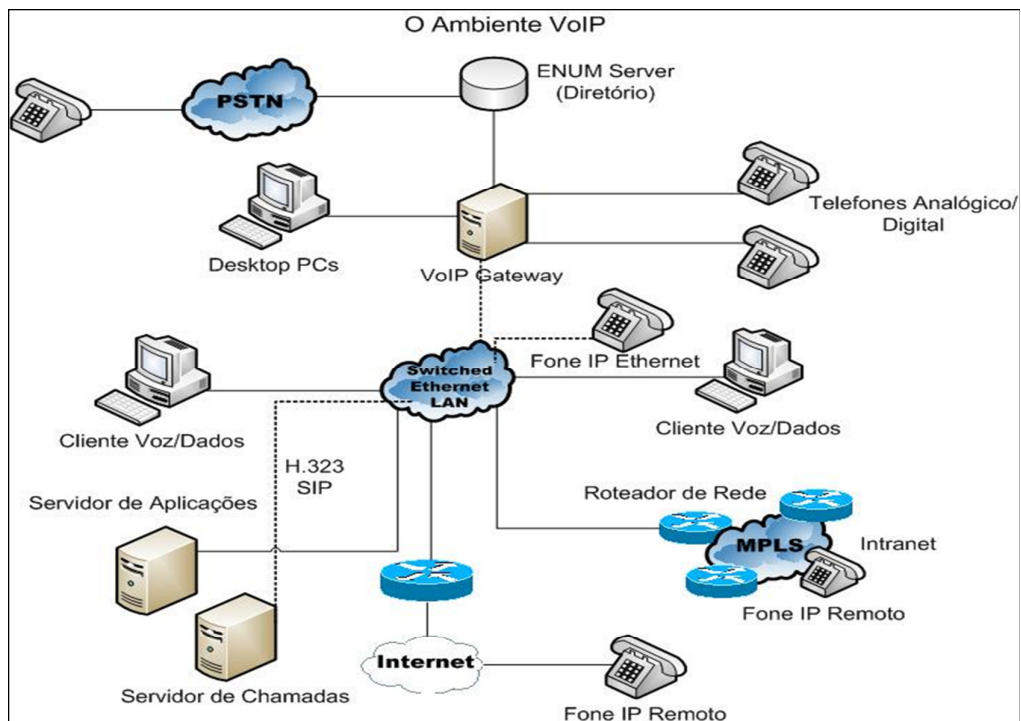 O Ambiente VoIP
PSTN
ENUM Server
(Diretório)
Telefones Analógico/
Digital
Desktop PCs
VoIP Gateway
Fone IP Ethernet
Switched
Ethernet
LAN
Cliente Voz/Dados
Cliente Voz/Dados
H.323
SIP
Servidor de Aplicações
Roteador de Rede
MPLS
Intranet
Fone IP Remoto
Internet
Servidor de Chamadas
Fone IP Remoto